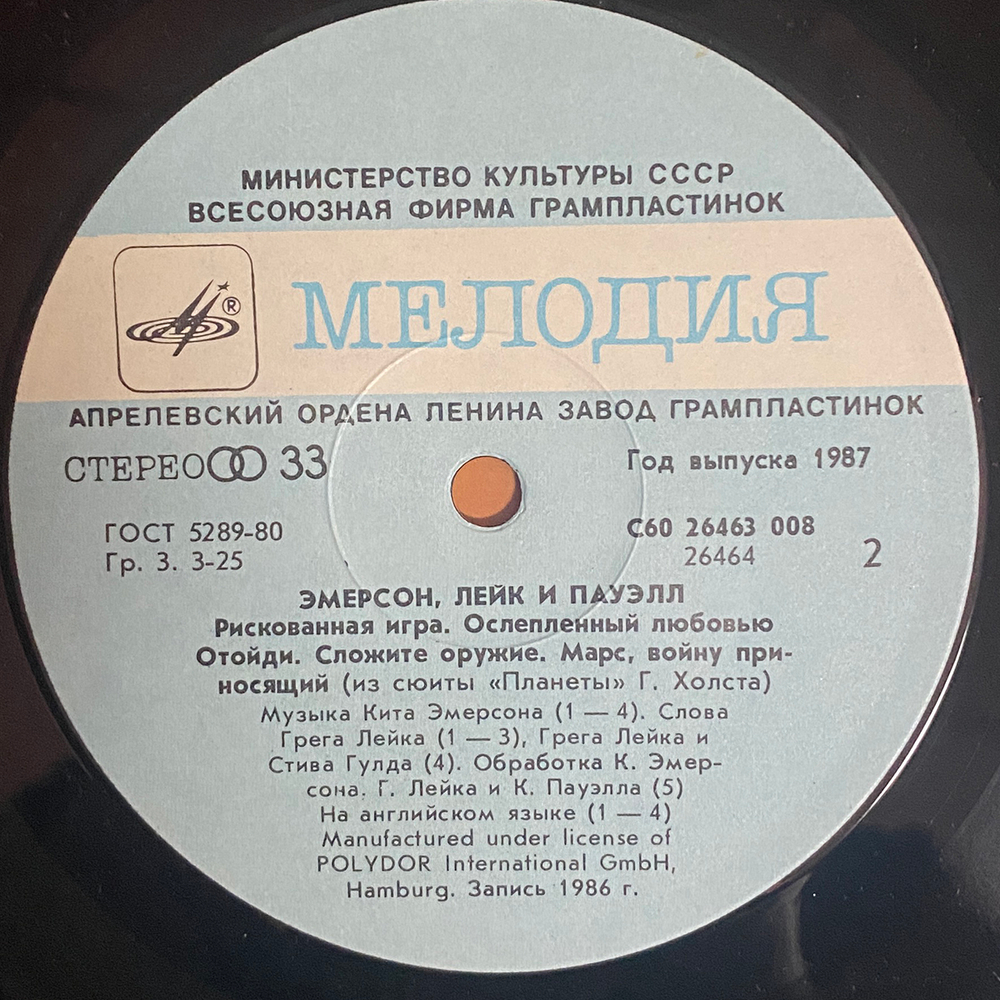 МИНИСТЕРСТВО КУЛЬТУРЫ СССР
ВСЕСОЮЗНАЯ ФИРМА ГРАМПЛАСТИНОК
®
МЕЛОДИЯ
АПРЕЛЕВСКИЙ ОРДЕНА ЛЕНИНА ЗАВОД ГРАМПЛАСТИНОК
СТЕРЕО 33
Год выпуска 1987
ГОСТ 5289-80
Гр. 3. 3-25
С60 26463 008
26464
2
ЭМЕРСОН, ЛЕЙК И ПАУЭЛЛ
Рискованная игра. Ослепленный любовью
Отойди. Сложите оружие. Марс, войну при-
носящий (из сюиты «Планеты» Г. Холста)
Музыка Кита Эмерсона (1 — 4). Слова
Грега Лейка (1 — 3), Грега Лейка и
Стива Гулда (4). Обработка К. Эмер-
сона. Г. Лейка и К. Пауэлла (5)
На английском языке (1 — 4)
Manufactured under license of
POLYDOR International GmbH,
Hamburg. Запись 1986 г.